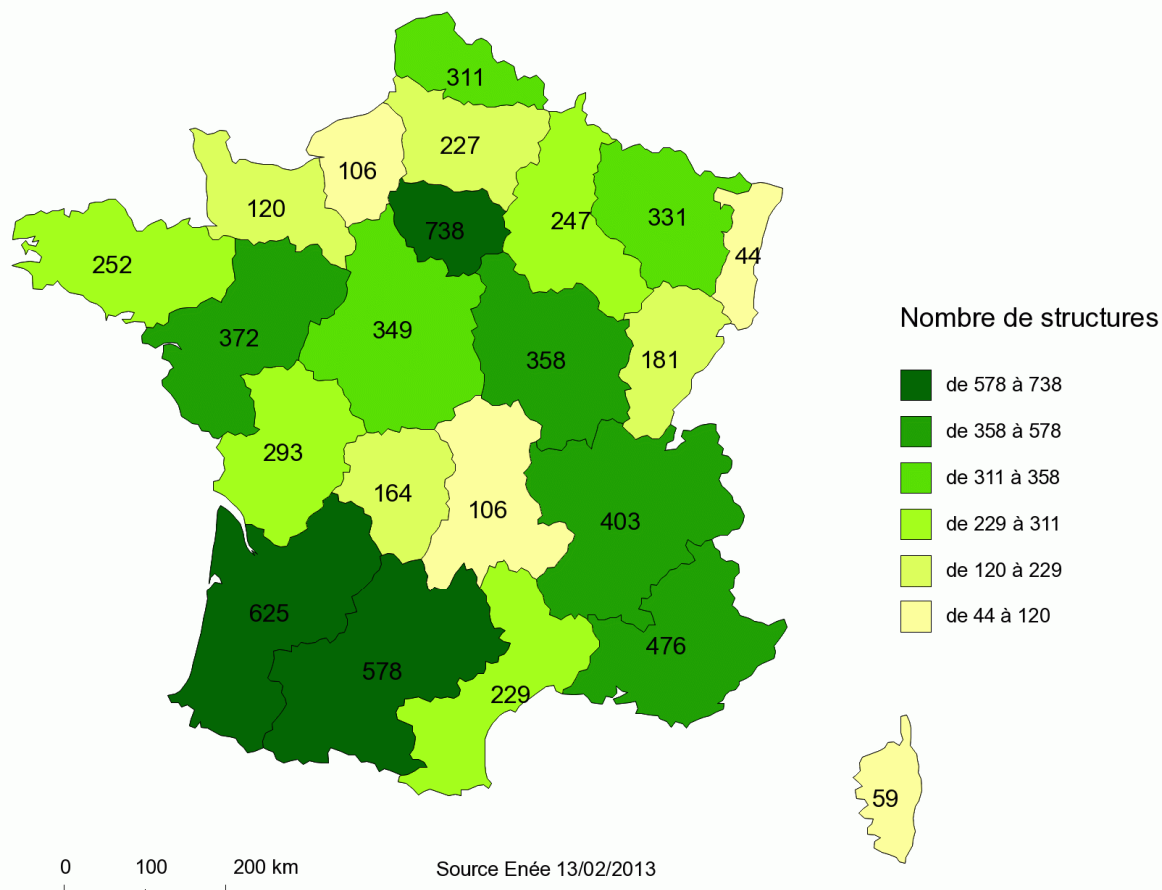 311
227
106
120
738
247
331
44
252
372
349
358
181
293
164
106
403
625
578
476
229
59
Nombre de structures
de 578 à 738
de 358 à 578
de 311 à 358
de 229 à 311
de 120 à 229
de 44 à 120
0 100 200 km
Source Enée 13/02/2013